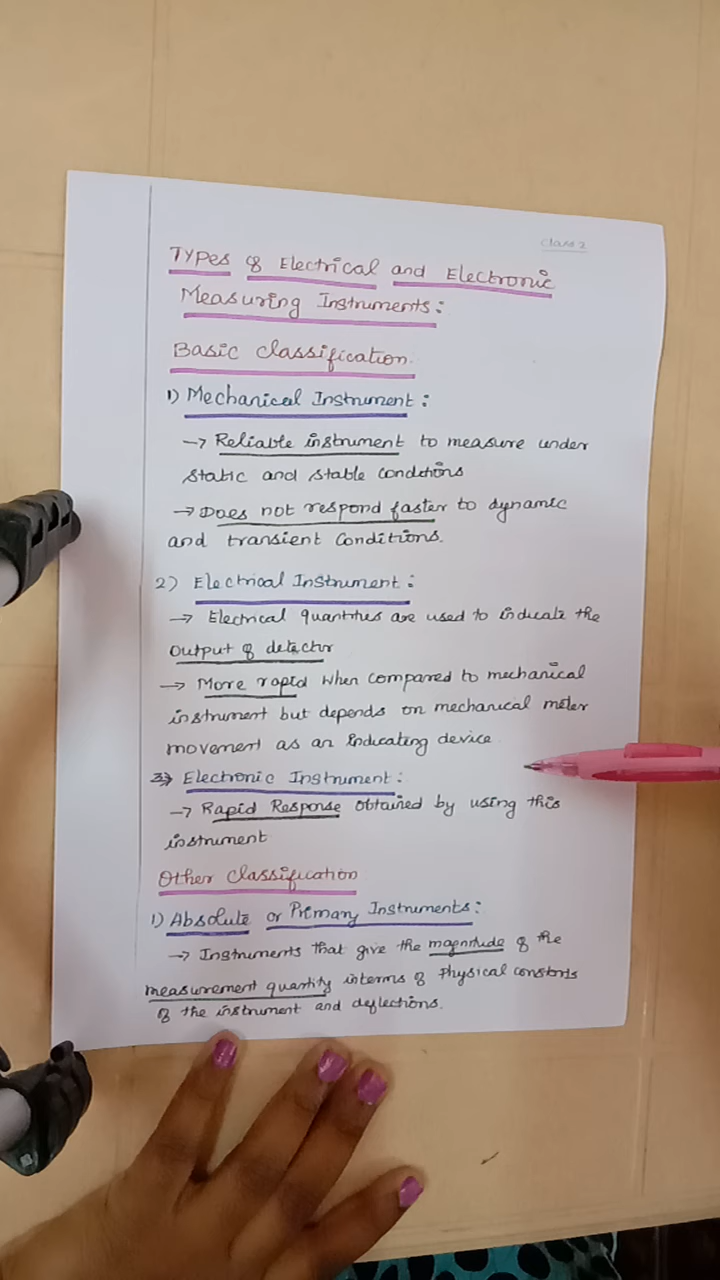 Class 2
Types of Electrical and Electronic
Measuring Instruments:
Basic classification.
1) Mechanical Instrument:
→ Reliable instrument to measure under
static and stable conditions
→ Does not respond faster to dynamic
and transient conditions.
2) Electrical Instrument:
→ Electrical quantities are used to indicate the
output of detector
→ More rapid when compared to mechanical
instrument but depends on mechanical meter
movement as an indicating device.
3) Electronic Instrument:
→ Rapid Response obtained by using this
instrument
Other classification
1) Absolute or Primary Instruments:
→ Instruments that give the magnitude of the
measurement quantity interms of physical constants
of the instrument and deflections.